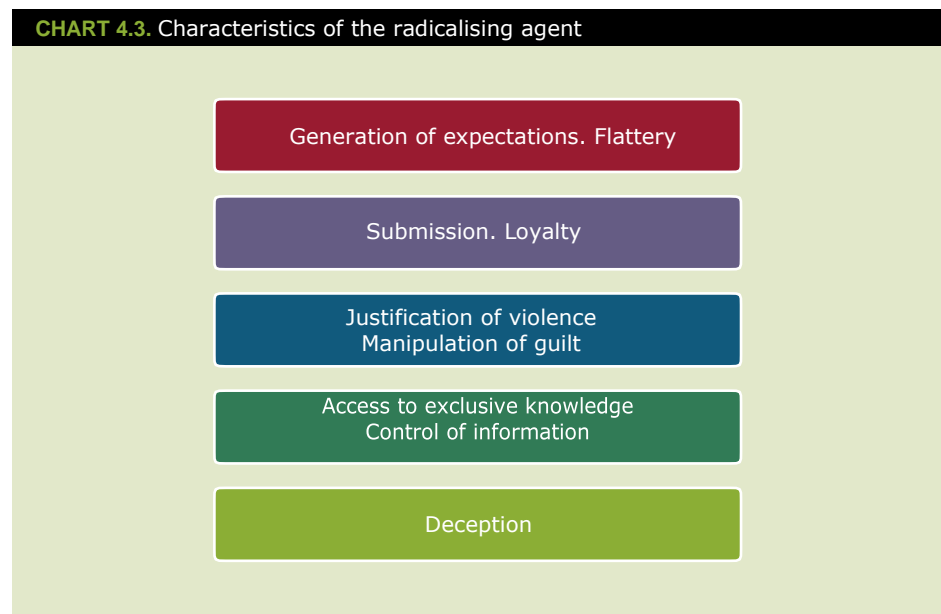 CHART 4.3. Characteristics of the radicalising agent
Generation of expectations. Flattery
Submission. Loyalty
Justification of violence
Manipulation of guilt
Access to exclusive knowledge
Control of information
Deception